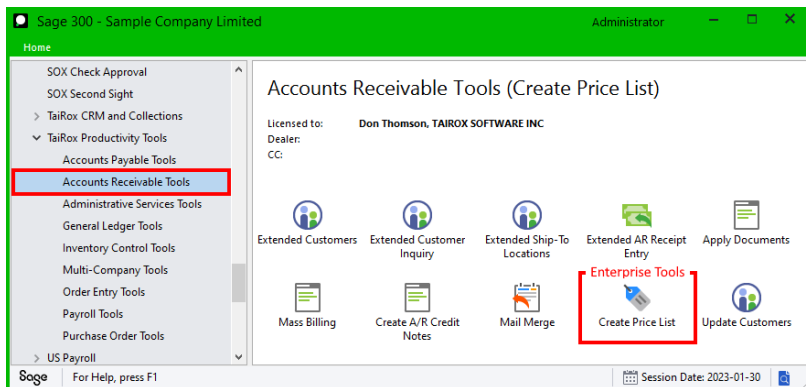 Sage 300 - Sample Company Limited
Administrator
Home
SOX Check Approval
SOX Second Sight
TaiRox CRM and Collections
TaiRox Productivity Tools
Accounts Payable Tools
Accounts Receivable Tools
Administrative Services Tools
General Ledger Tools
Inventory Control Tools
Multi-Company Tools
Order Entry Tools
Payroll Tools
Purchase Order Tools
US Payroll
Accounts Receivable Tools (Create Price List)
Licensed to: Don Thomson, TAIROX SOFTWARE INC
Dealer:
CC:
Extended Customers
Extended Customer
Inquiry
Extended Ship-To
Locations
Extended AR Receipt
Entry
Apply Documents
Enterprise Tools
Mass Billing
Create A/R Credit
Notes
Mail Merge
Create Price List
Update Customers
Sage
For Help, press F1
Session Date: 2023-01-30